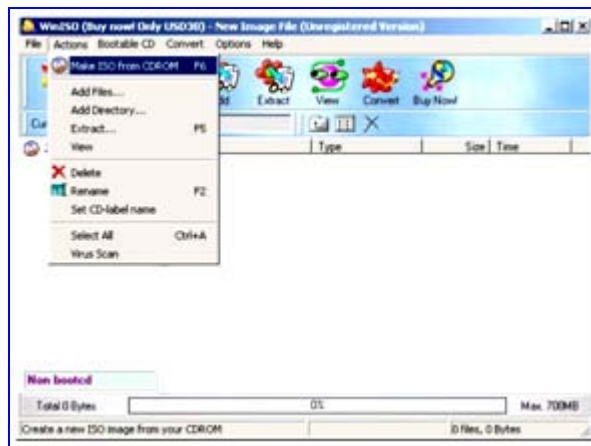 WinISO (Buy now! Only USD30) - New Image File (Unregistered Version)
File Actions Bootable CD Convert Options Help
Make ISO from CDROM F6
Add Files...
Add Directory....
Extract... F5
View
Delete
Rename F2
Set CD-label name
Select All Ctrl+A
Virus Scan
Extract View Convert Buy Now!
Type Size Time
Non bootcd
Total 0 Bytes 0% Max. 700MB
Create a new ISO image from your CDROM 0 files, 0 Bytes